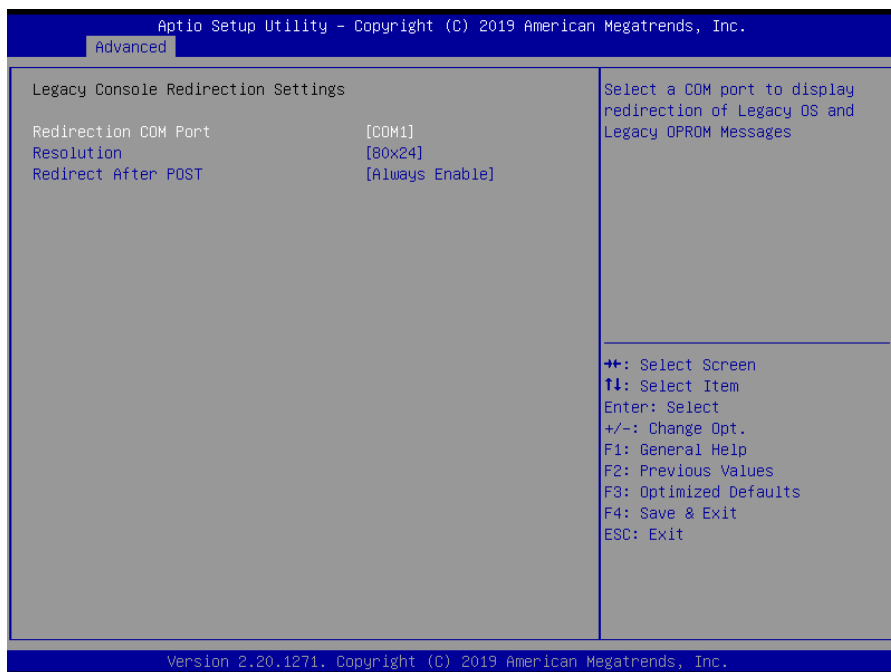 Aptio Setup Utility – Copyright (C) 2019 American Megatrends, Inc.
Advanced
Legacy Console Redirection Settings
Redirection COM Port [COM1]
Resolution [80x24]
Redirect After POST [Always Enable]
Select a COM port to display
redirection of Legacy OS and
Legacy OPROM Messages
→←: Select Screen
↑↓: Select Item
Enter: Select
+/-: Change Opt.
F1: General Help
F2: Previous Values
F3: Optimized Defaults
F4: Save & Exit
ESC: Exit
Version 2.20.1271. Copyright (C) 2019 American Megatrends, Inc.